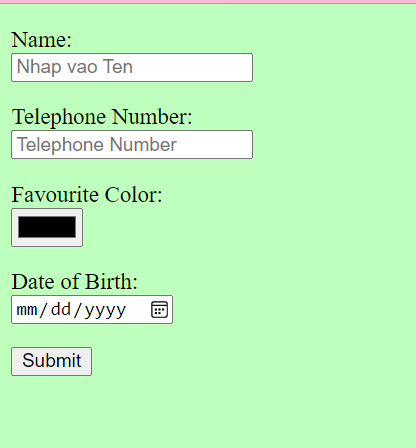 Name:
Nhap vao Ten
Telephone Number:
Telephone Number
Favourite Color:
Date of Birth:
mm/dd/yyyy
Submit